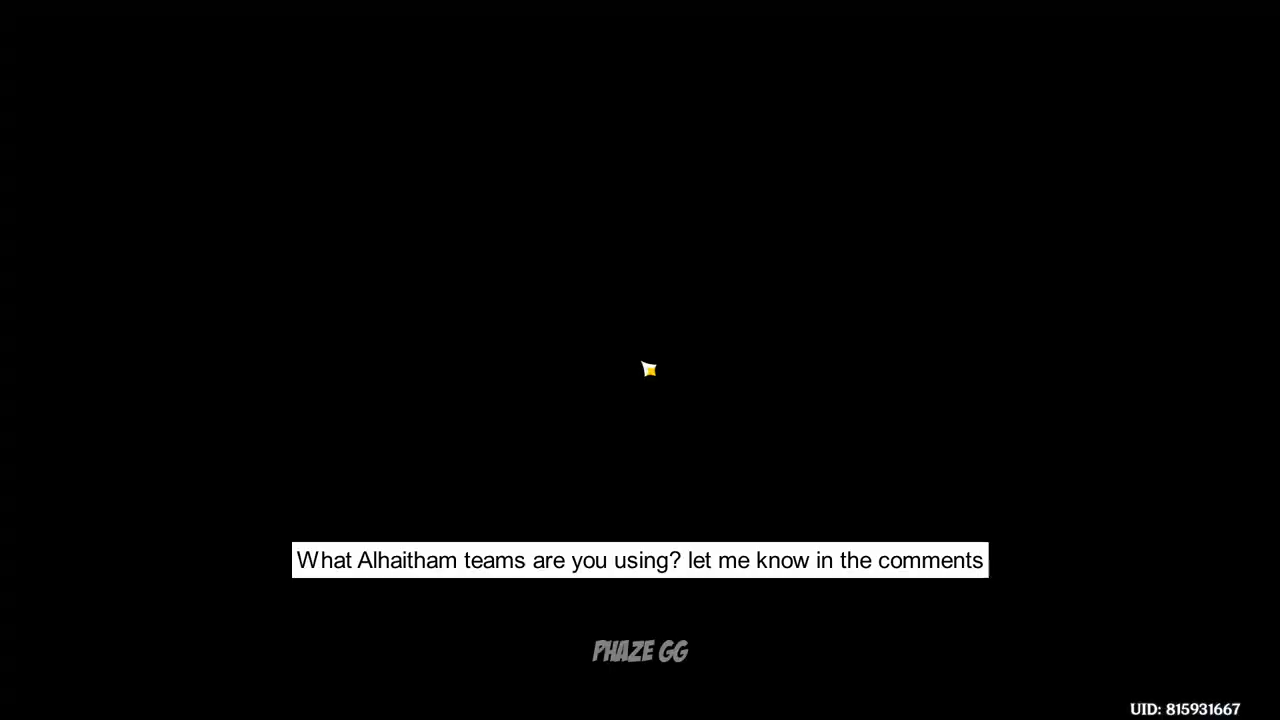 What Alhaitham teams are you using? let me know in the comments
PHAZE GG
UID: 815931667